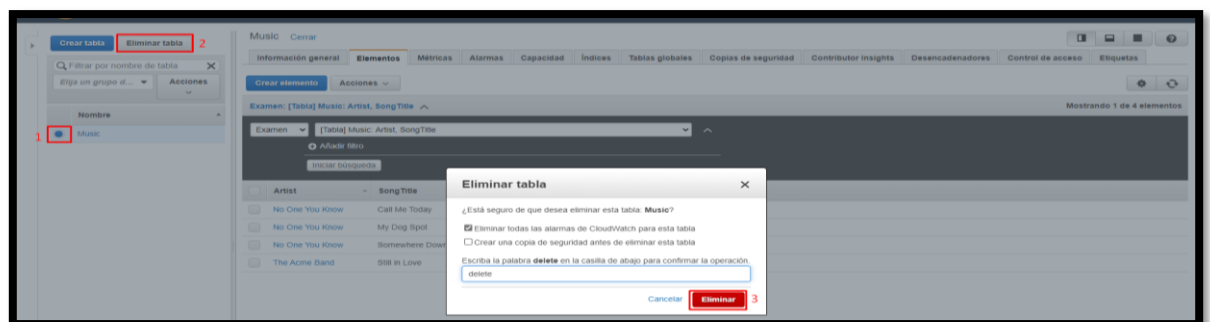 Music Cerrar
Crear tabla Eliminar tabla 2
Información general Elementos Métricas Alarmas Capacidad Índices Tablas globales Copias de seguridad Contributor insights Desencadenadores Control de acceso Etiquetas
Filtrar por nombre de tabla
Elija un grupo d... Acciones
Crear elemento Acciones
Nombre
Examen: [Tabla] Music: Artist, SongTitle Mostrando 1 de 4 elementos
1 Music
Examen [Tabla] Music: Artist, SongTitle
Añadir filtro
Iniciar búsqueda
Artist SongTitle
No One You Know Call Me Today
No One You Know My Dog Spot
No One You Know Somewhere Down
The Acme Band Still in Love
Eliminar tabla
¿Está seguro de que desea eliminar esta tabla: Music?
Eliminar todas las alarmas de CloudWatch para esta tabla
Crear una copia de seguridad antes de eliminar esta tabla
Escriba la palabra delete en la casilla de abajo para confirmar la operación.
delete
Cancelar Eliminar 3